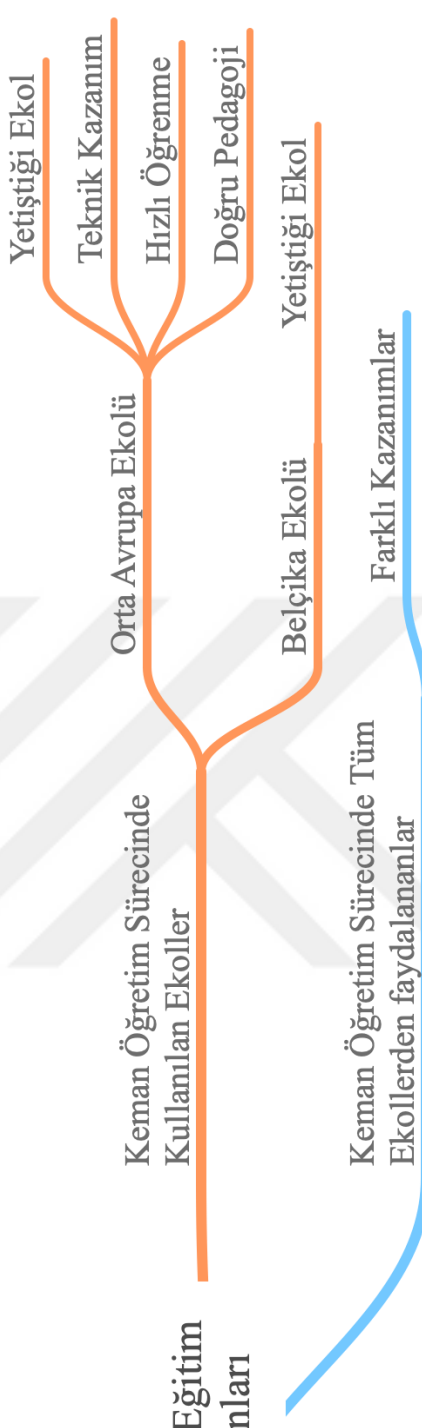 Eğitim
nları
Keman Öğretim Sürecinde
Kullanılan Ekoller
Orta Avrupa Ekolü
Yetiştiği Ekol
Teknik Kazanım
Hızlı Öğrenme
Doğru Pedagoji
Belçika Ekolü
Yetiştiği Ekol
Keman Öğretim Sürecinde Tüm
Ekollerden faydalananlar
Farklı Kazanımlar